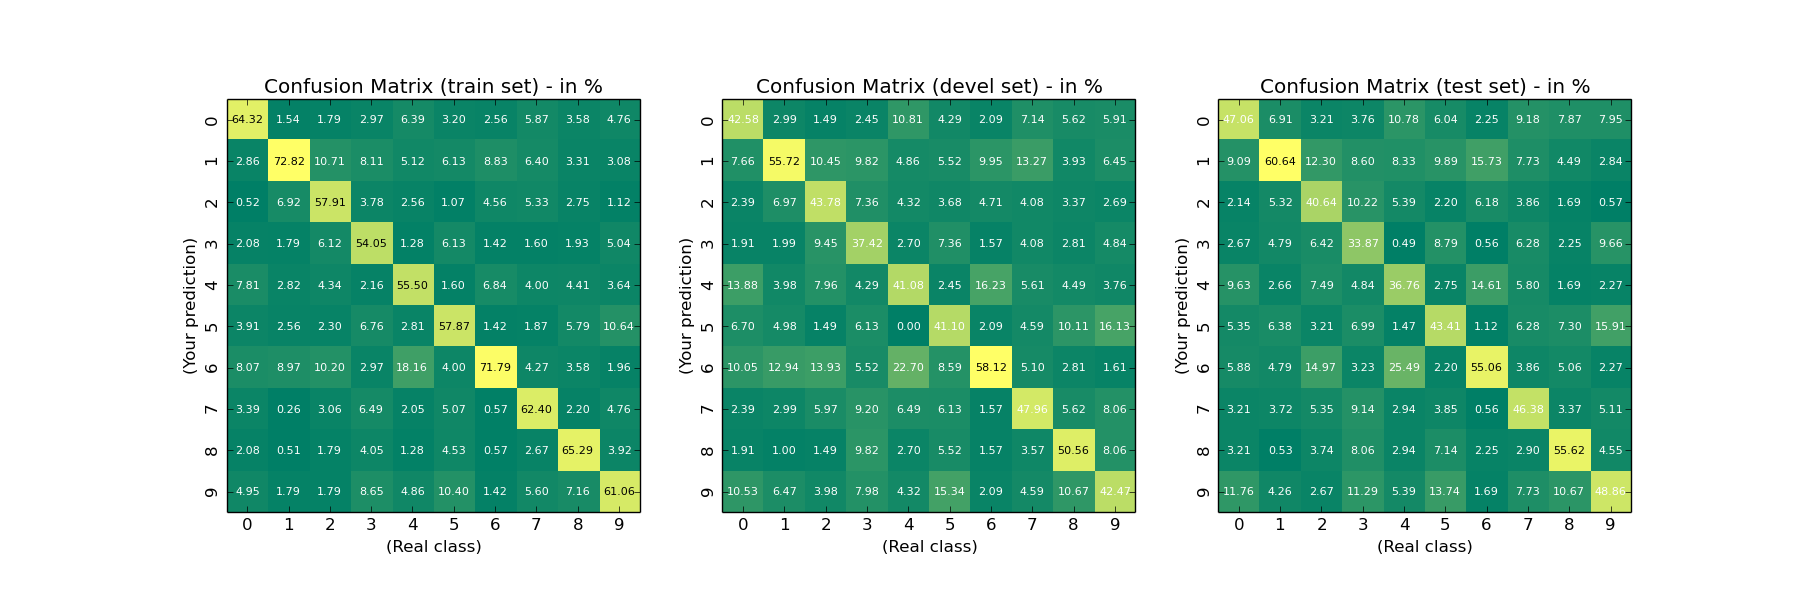 Confusion Matrix (train set) - in %
(Your prediction)
0 64.32 1.54 1.79 2.97 6.39 3.20 2.56 5.87 3.58 4.76
1 2.86 72.82 10.71 8.11 5.12 6.13 8.83 6.40 3.31 3.08
2 0.52 6.92 57.91 3.78 2.56 1.07 4.56 5.33 2.75 1.12
3 2.08 1.79 6.12 54.05 1.28 6.13 1.42 1.60 1.93 5.04
4 7.81 2.82 4.34 2.16 55.50 1.60 6.84 4.00 4.41 3.64
5 3.91 2.56 2.30 6.76 2.81 57.87 1.42 1.87 5.79 10.64
6 8.07 8.97 10.20 2.97 18.16 4.00 71.79 4.27 3.58 1.96
7 3.39 0.26 3.06 6.49 2.05 5.07 0.57 62.40 2.20 4.76
8 2.08 0.51 1.79 4.05 1.28 4.53 0.57 2.67 65.29 3.92
9 4.95 1.79 1.79 8.65 4.86 10.40 1.42 5.60 7.16 61.06
0 1 2 3 4 5 6 7 8 9
(Real class)
Confusion Matrix (devel set) - in %
(Your prediction)
0 42.58 2.99 1.49 2.45 10.81 4.29 2.09 7.14 5.62 5.91
1 7.66 55.72 10.45 9.82 4.86 5.52 9.95 13.27 3.93 6.45
2 2.39 6.97 43.78 7.36 4.32 3.68 4.71 4.08 3.37 2.69
3 1.91 1.99 9.45 37.42 2.70 7.36 1.57 4.08 2.81 4.84
4 13.88 3.98 7.96 4.29 41.08 2.45 16.23 5.61 4.49 3.76
5 6.70 4.98 1.49 6.13 0.00 41.10 2.09 4.59 10.11 16.13
6 10.05 12.94 13.93 5.52 22.70 8.59 58.12 5.10 2.81 1.61
7 2.39 2.99 5.97 9.20 6.49 6.13 1.57 47.96 5.62 8.06
8 1.91 1.00 1.49 9.82 2.70 5.52 1.57 3.57 50.56 8.06
9 10.53 6.47 3.98 7.98 4.32 15.34 2.09 4.59 10.67 42.47
0 1 2 3 4 5 6 7 8 9
(Real class)
Confusion Matrix (test set) - in %
(Your prediction)
0 47.06 6.91 3.21 3.76 10.78 6.04 2.25 9.18 7.87 7.95
1 9.09 60.64 12.30 8.60 8.33 9.89 15.73 7.73 4.49 2.84
2 2.14 5.32 40.64 10.22 5.39 2.20 6.18 3.86 1.69 0.57
3 2.67 4.79 6.42 33.87 0.49 8.79 0.56 6.28 2.25 9.66
4 9.63 2.66 7.49 4.84 36.76 2.75 14.61 5.80 1.69 2.27
5 5.35 6.38 3.21 6.99 1.47 43.41 1.12 6.28 7.30 15.91
6 5.88 4.79 14.97 3.23 25.49 2.20 55.06 3.86 5.06 2.27
7 3.21 3.72 5.35 9.14 2.94 3.85 0.56 46.38 3.37 5.11
8 3.21 0.53 3.74 8.06 2.94 7.14 2.25 2.90 55.62 4.55
9 11.76 4.26 2.67 11.29 5.39 13.74 1.69 7.73 10.67 48.86
0 1 2 3 4 5 6 7 8 9
(Real class)